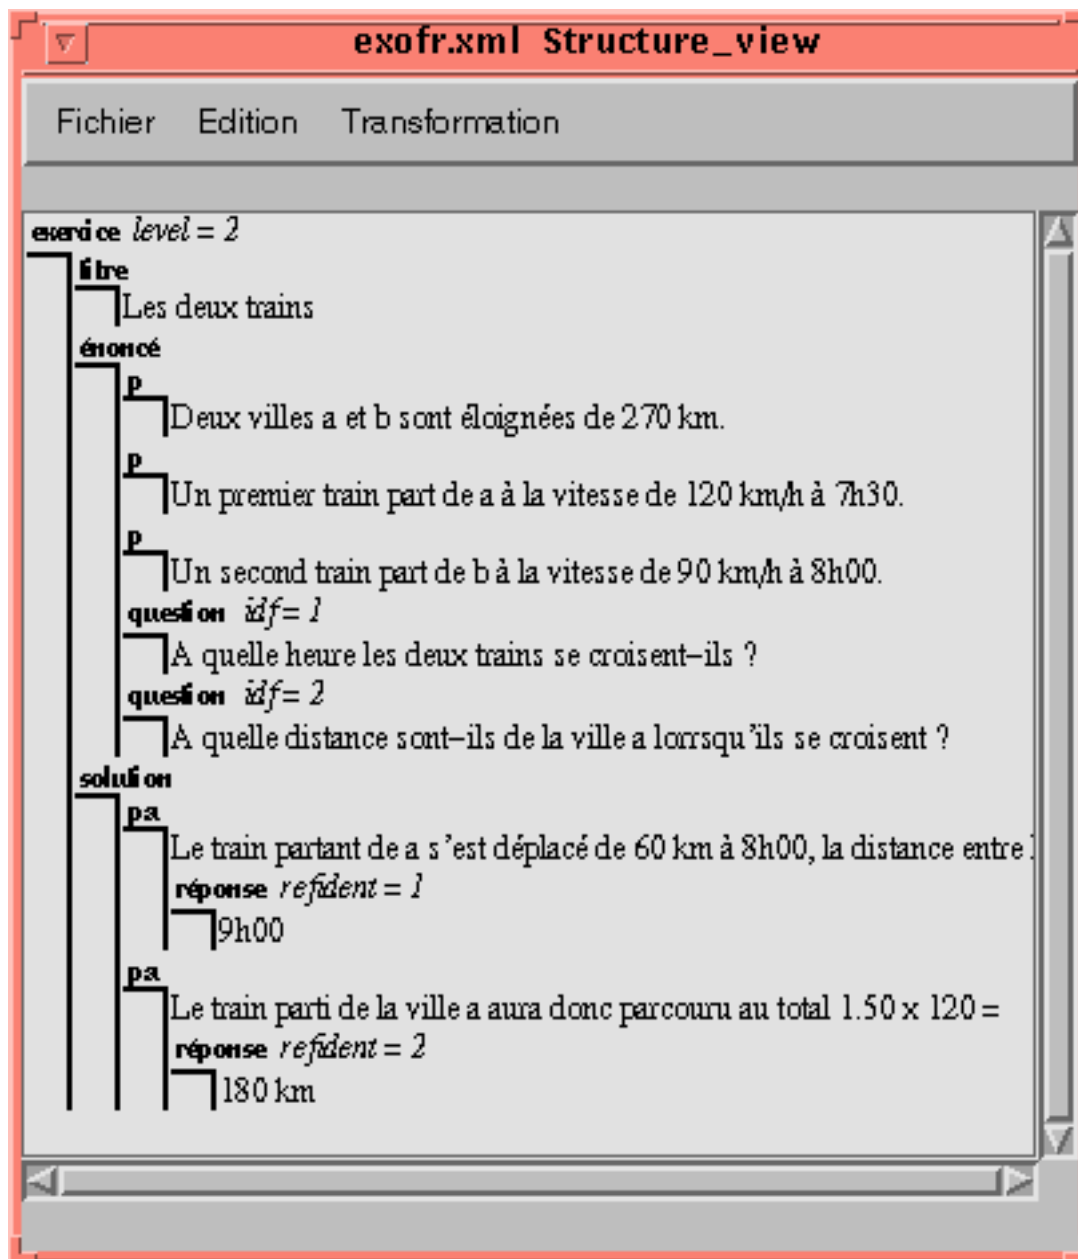 exofr.xml Structure_view
Fichier Edition Transformation
exercice level = 2
titre
Les deux trains
énoncé
p
Deux villes a et b sont éloignées de 270 km.
p
Un premier train part de a à la vitesse de 120 km/h à 7h30.
p
Un second train part de b à la vitesse de 90 km/h à 8h00.
question idf = 1
A quelle heure les deux trains se croisent-ils ?
question idf = 2
A quelle distance sont-ils de la ville a lorrsqu'ils se croisent ?
solution
pa
Le train partant de a s'est déplacé de 60 km à 8h00, la distance entre
réponse refident = 1
9h00
pa
Le train parti de la ville a aura donc parcouru au total 1.50 x 120 =
réponse refident = 2
180 km